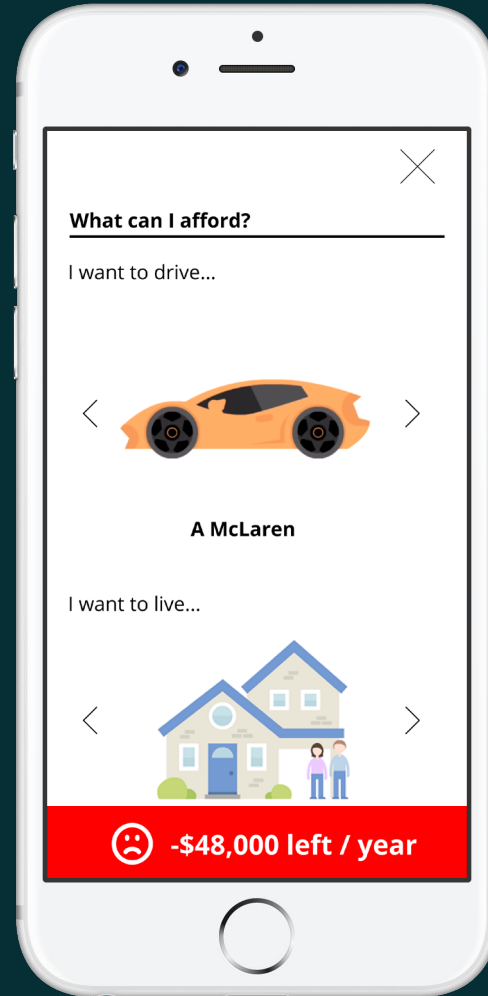 What can I afford?
I want to drive...
A McLaren
I want to live...
-$48,000 left / year